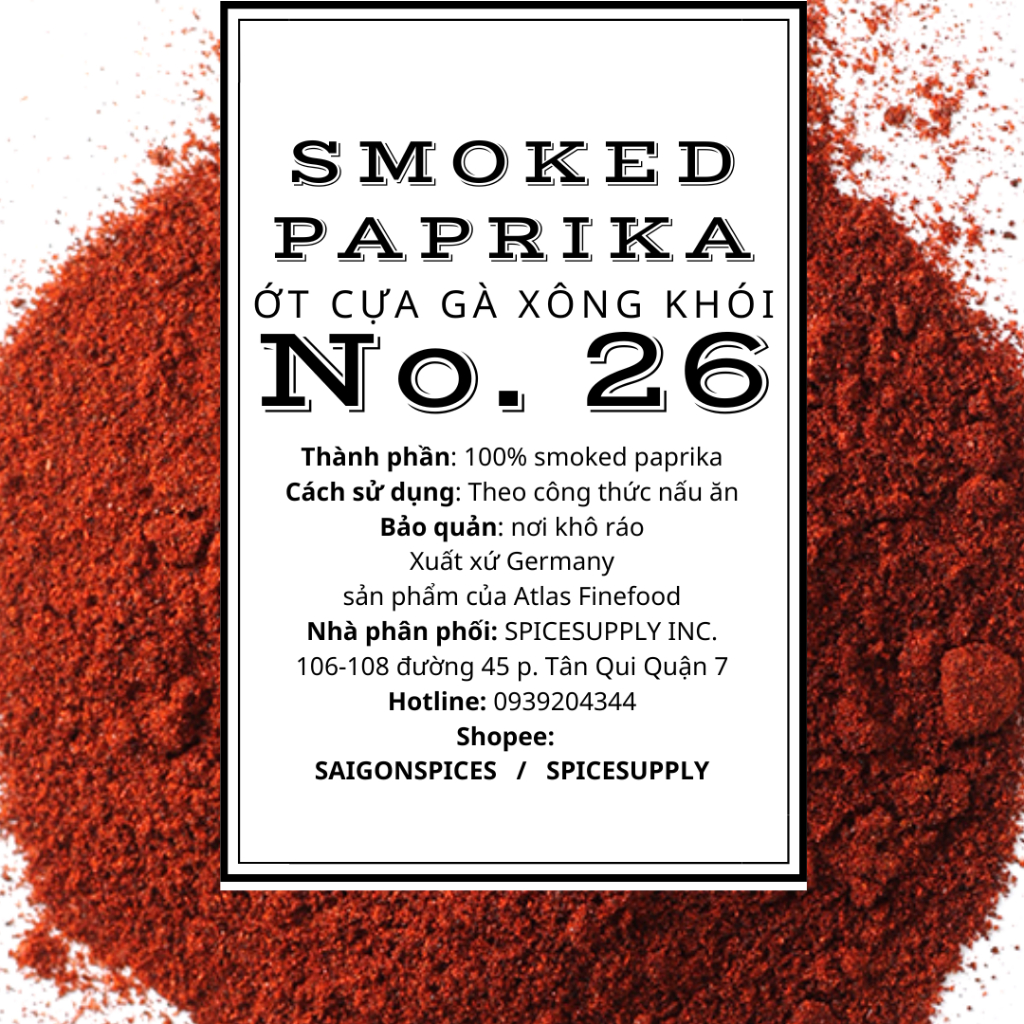 SMOKED
PAPRIKA
ỚT CỰA GÀ XÔNG KHÓI
No. 26
Thành phần: 100% smoked paprika
Cách sử dụng: Theo công thức nấu ăn
Bảo quản: nơi khô ráo
Xuất xứ Germany
sản phẩm của Atlas Finefood
Nhà phân phối: SPICESUPPLY INC.
106-108 đường 45 p. Tân Qui Quận 7
Hotline: 0939204344
Shopee:
SAIGONSPICES / SPICESUPPLY